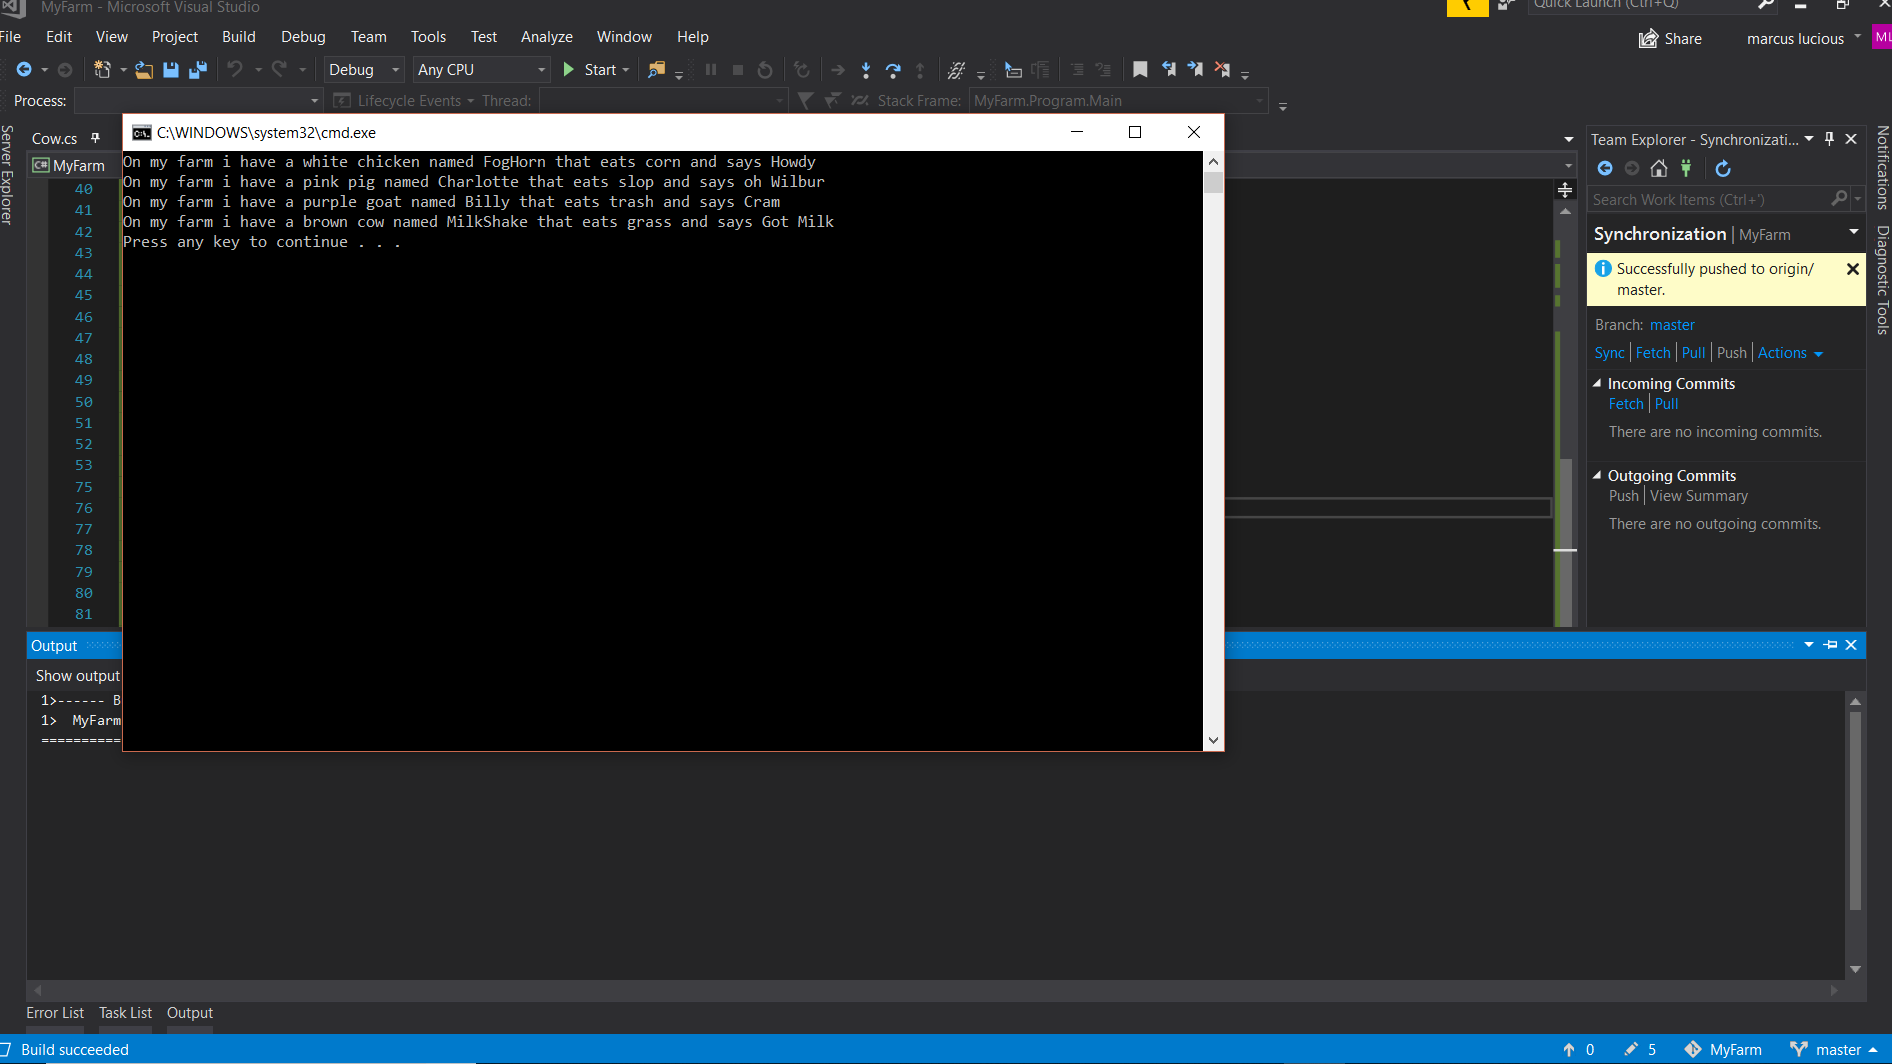 MyFarm - Microsoft Visual Studio
Quick Launch (Ctrl+Q)
File Edit View Project Build Debug Team Tools Test Analyze Window Help
Share marcus lucious ML
Debug Any CPU Start
Process: Lifecycle Events Thread: Stack Frame: MyFarm.Program.Main
Server Explorer
Cow.cs
C# MyFarm
40
41
42
43
44
45
46
47
48
49
50
51
52
53
75
76
77
78
79
80
81
C:\WINDOWS\system32\cmd.exe
On my farm i have a white chicken named FogHorn that eats corn and says Howdy
On my farm i have a pink pig named Charlotte that eats slop and says oh Wilbur
On my farm i have a purple goat named Billy that eats trash and says Cram
On my farm i have a brown cow named MilkShake that eats grass and says Got Milk
Press any key to continue . . .
Team Explorer - Synchronizati...
Search Work Items (Ctrl+')
Synchronization | MyFarm
Successfully pushed to origin/
master.
Branch: master
Sync | Fetch | Pull | Push | Actions
Incoming Commits
Fetch | Pull
There are no incoming commits.
Outgoing Commits
Push | View Summary
There are no outgoing commits.
Notifications
Diagnostic Tools
Output
Show output
1>------ B
1> MyFarm
==========
Error List Task List Output
Build succeeded
0 5 MyFarm master